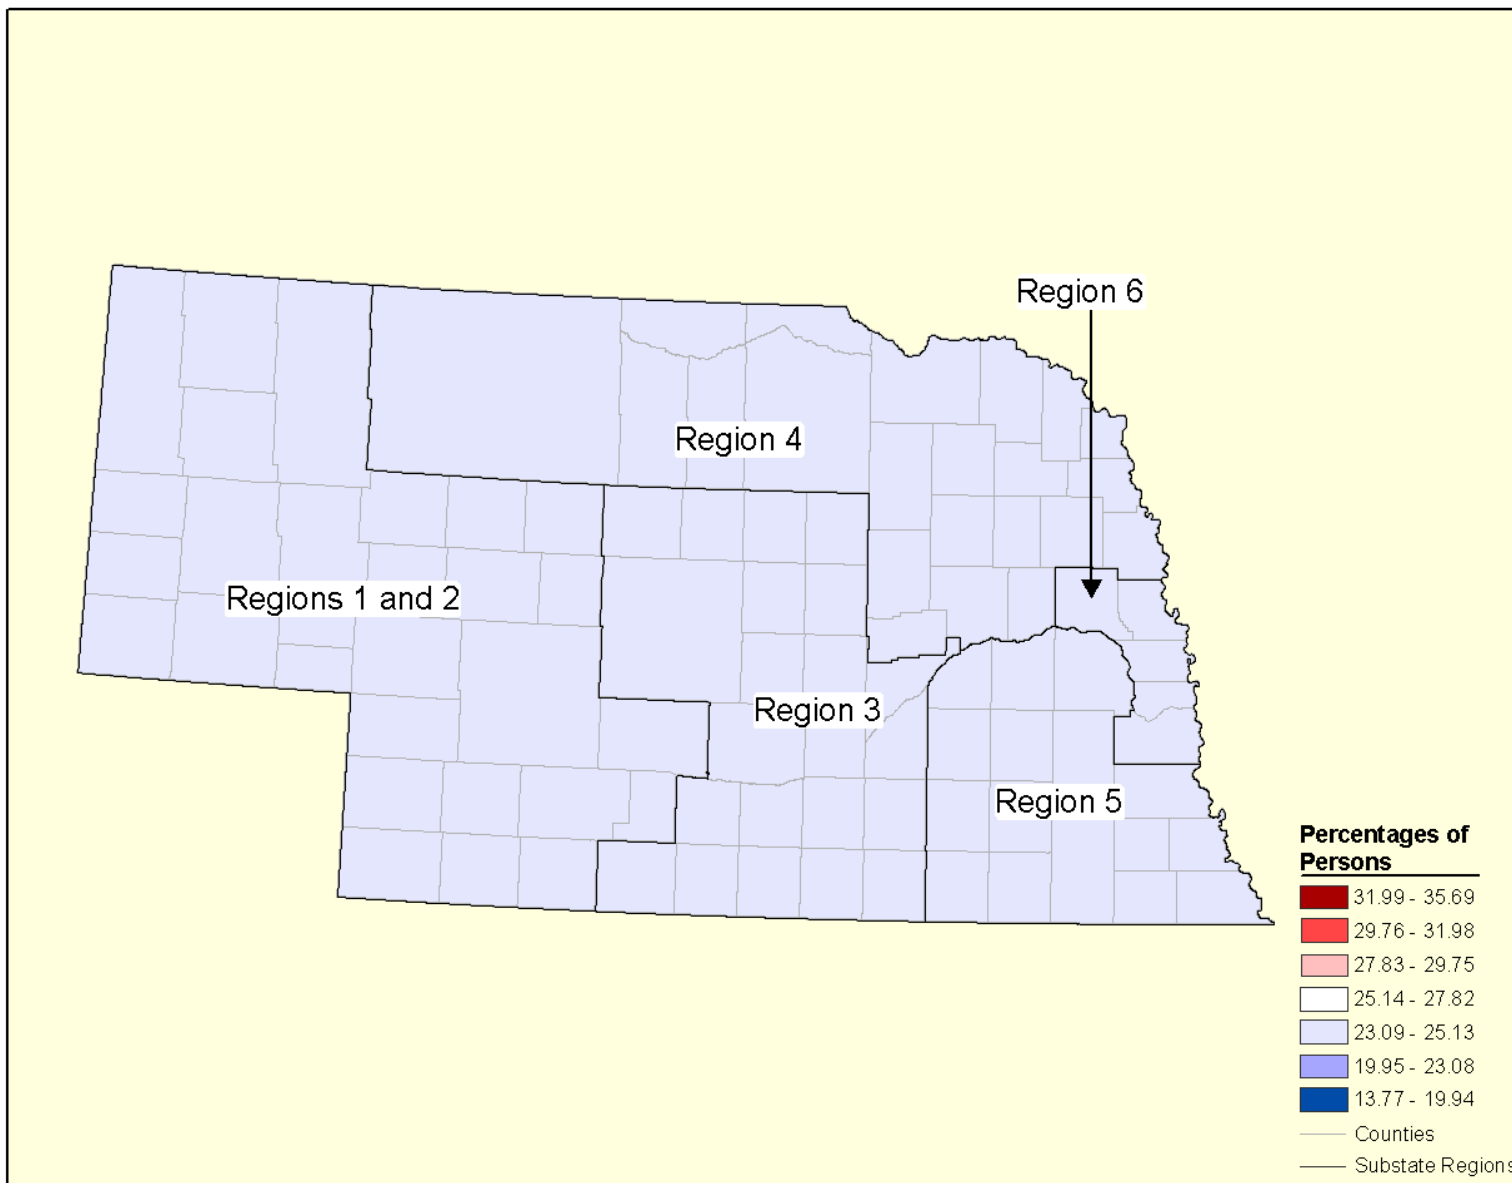 Region 6
Region 4
Regions 1 and 2
Region 3
Region 5
Percentages of
Persons
31.99 - 35.69
29.76 - 31.98
27.83 - 29.75
25.14 - 27.82
23.09 - 25.13
19.95 - 23.08
13.77 - 19.94
Counties
Substate Regions